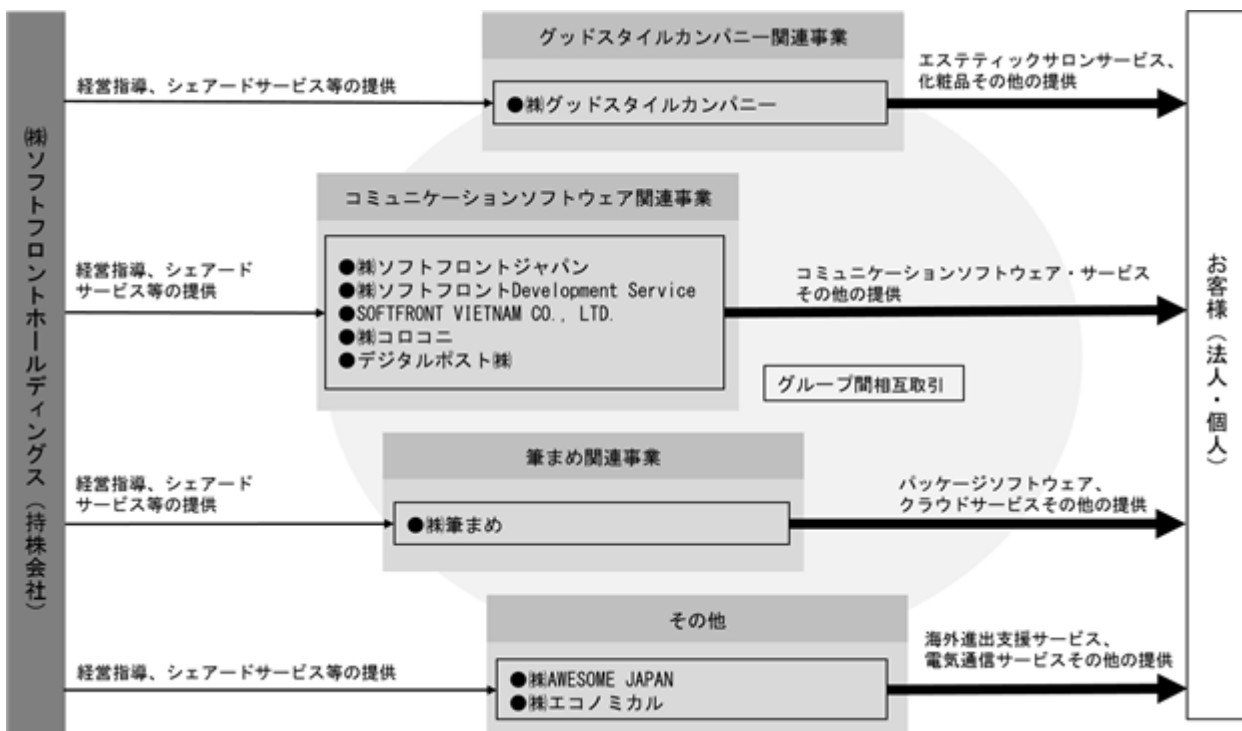 ㈱ソフトフロントホールディングス（持株会社）
グッドスタイルカンパニー関連事業
経営指導、シェアードサービス等の提供
●㈱グッドスタイルカンパニー
エステティックサロンサービス、
化粧品その他の提供
コミュニケーションソフトウェア関連事業
経営指導、シェアード
サービス等の提供
●㈱ソフトフロントジャパン
●㈱ソフトフロントDevelopment Service
●SOFTFRONT VIETNAM CO., LTD.
●㈱コロコニ
●デジタルポスト㈱
コミュニケーションソフトウェア・サービス
その他の提供
グループ間相互取引
筆まめ関連事業
経営指導、シェアード
サービス等の提供
●㈱筆まめ
パッケージソフトウェア、
クラウドサービスその他の提供
その他
経営指導、シェアードサービス等の提供
●㈱AWESOME JAPAN
●㈱エコノミカル
海外進出支援サービス、
電気通信サービスその他の提供
お客様（法人・個人）